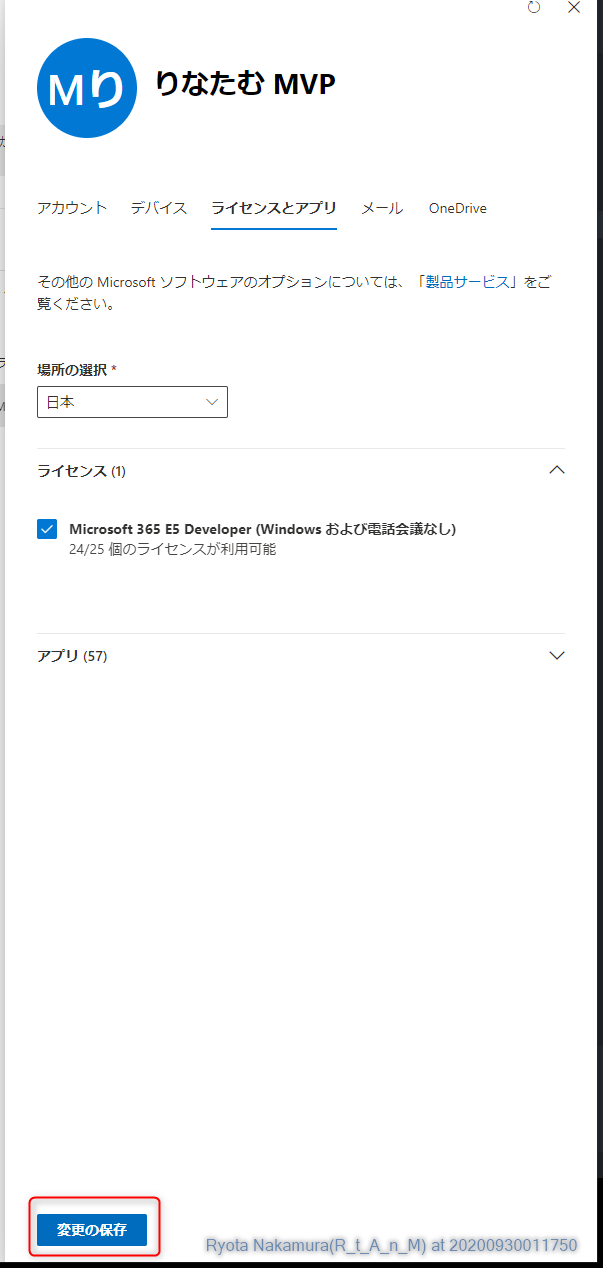 Mり
りなたむ MVP
アカウント デバイス ライセンスとアプリ メール OneDrive
その他の Microsoft ソフトウェアのオプションについては、「製品サービス」をご
覧ください。
場所の選択 *
日本
ライセンス (1)
Microsoft 365 E5 Developer (Windows および電話会議なし)
24/25 個のライセンスが利用可能
アプリ (57)
変更の保存
Ryota Nakamura(R_t_A_n_M) at 20200930011750